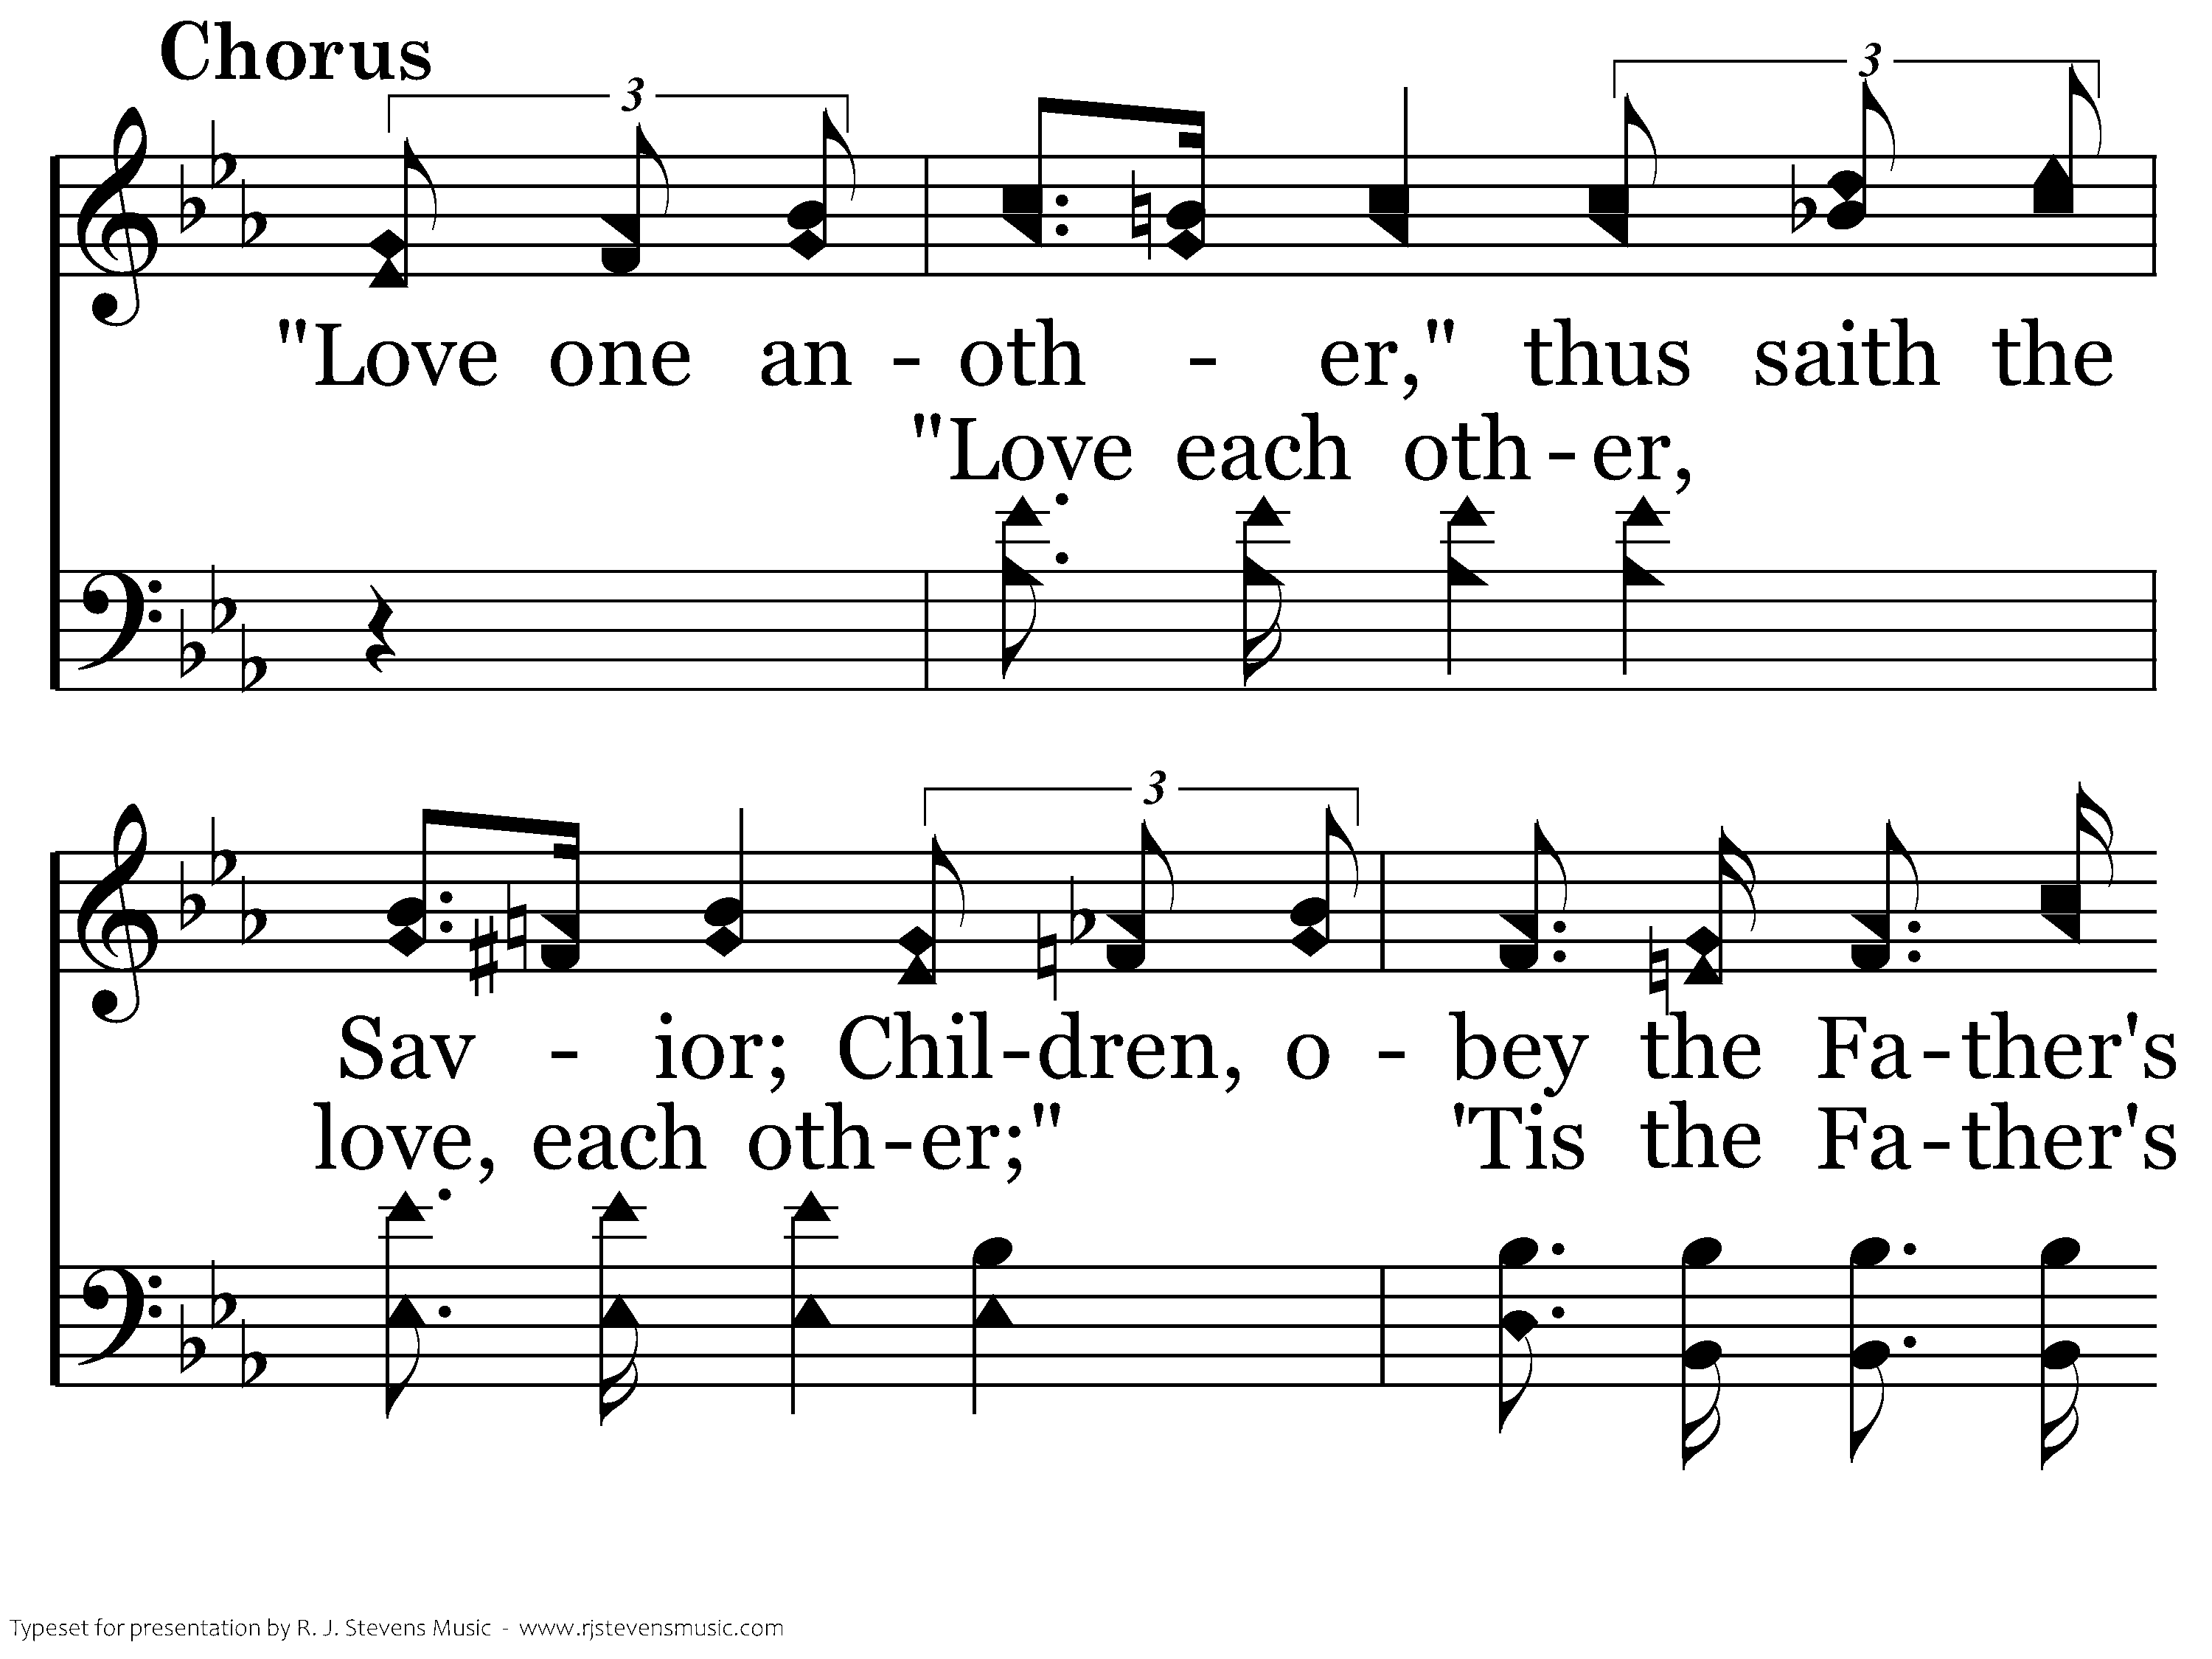 Chorus
3 3
"Love one an - oth - er," thus saith the
"Love each oth - er,
3
Sav - ior; Chil - dren, o - bey the Fa - ther's
love, each oth - er;" 'Tis the Fa - ther's
Typeset for presentation by R. J. Stevens Music - www.rjstevensmusic.com